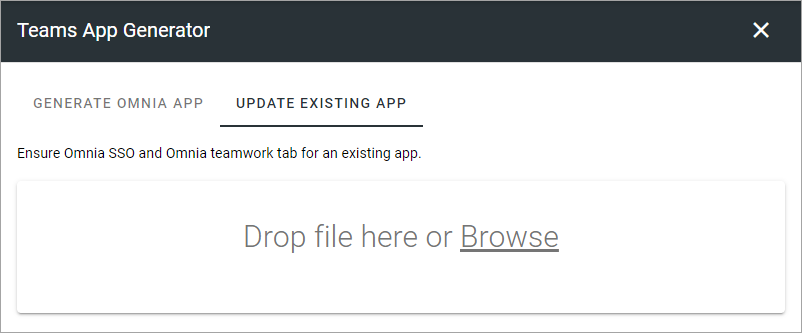 Teams App Generator
GENERATE OMNIA APP UPDATE EXISTING APP
Ensure Omnia SSO and Omnia teamwork tab for an existing app.
Drop file here or Browse